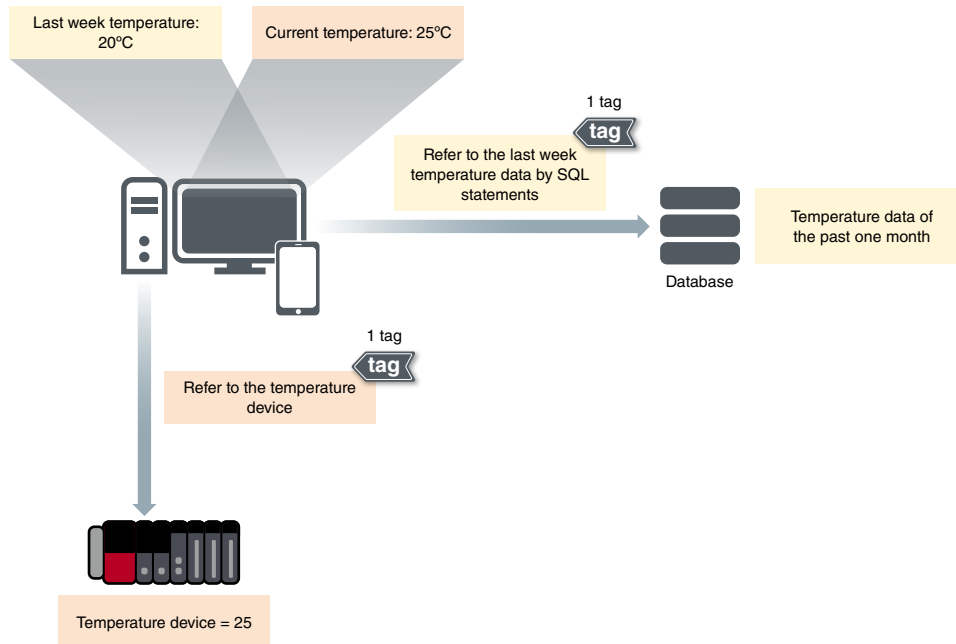 Last week temperature:
20ºC
Current temperature: 25ºC
1 tag
tag
Refer to the last week
temperature data by SQL
statements
Temperature data of
the past one month
Database
1 tag
tag
Refer to the temperature
device
Temperature device = 25